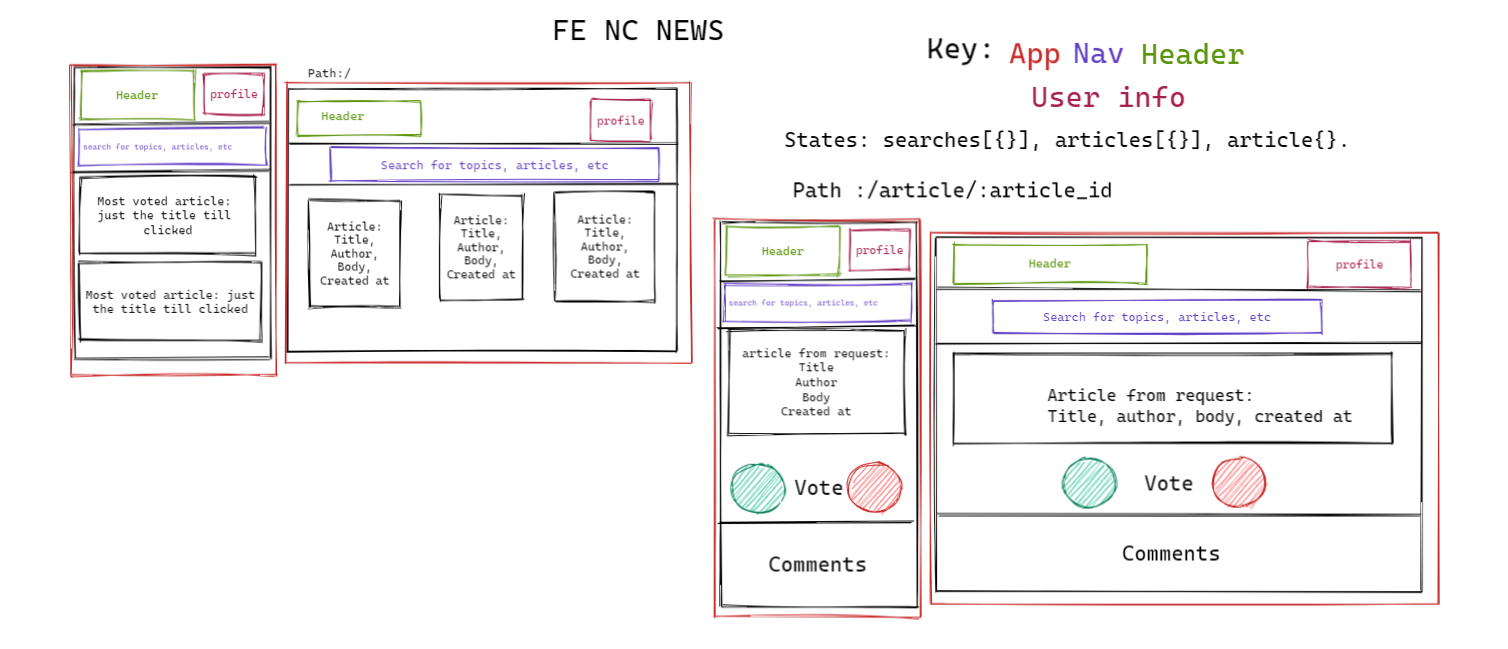 FE NC NEWS
Key: App Nav Header
User info
States: searches[{}], articles[{}], article{}.
Header
profile
search for topics, articles, etc
Most voted article:
just the title till
clicked
Most voted article: just
the title till clicked
Path:/
Header
profile
Search for topics, articles, etc
Article:
Title,
Author,
Body,
Created at
Article:
Title,
Author,
Body,
Created at
Article:
Title,
Author,
Body,
Created at
Path :/article/:article_id
Header
profile
search for topics, articles, etc
article from request:
Title
Author
Body
Created at
Vote
Comments
Header
profile
Search for topics, articles, etc
Article from request:
Title, author, body, created at
Vote
Comments